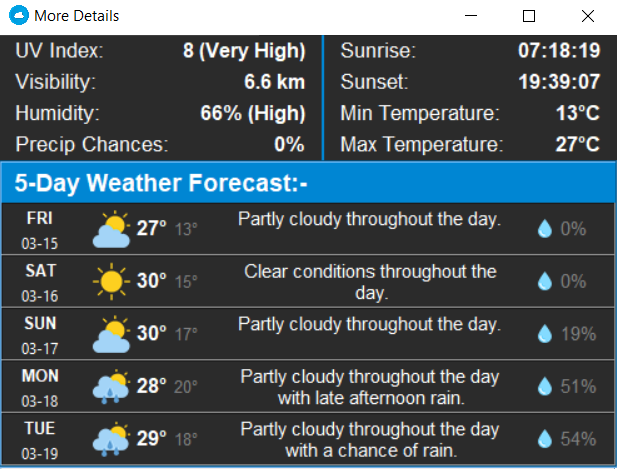 More Details
UV Index: 8 (Very High)
Sunrise: 07:18:19
Visibility: 6.6 km
Sunset: 19:39:07
Humidity: 66% (High)
Min Temperature: 13°C
Precip Chances: 0%
Max Temperature: 27°C
5-Day Weather Forecast:-
FRI
03-15
27° 13°
Partly cloudy throughout the day.
0%
SAT
03-16
30° 15°
Clear conditions throughout the
day.
0%
SUN
03-17
30° 17°
Partly cloudy throughout the day.
19%
MON
03-18
28° 20°
Partly cloudy throughout the day
with late afternoon rain.
51%
TUE
03-19
29° 18°
Partly cloudy throughout the day
with a chance of rain.
54%